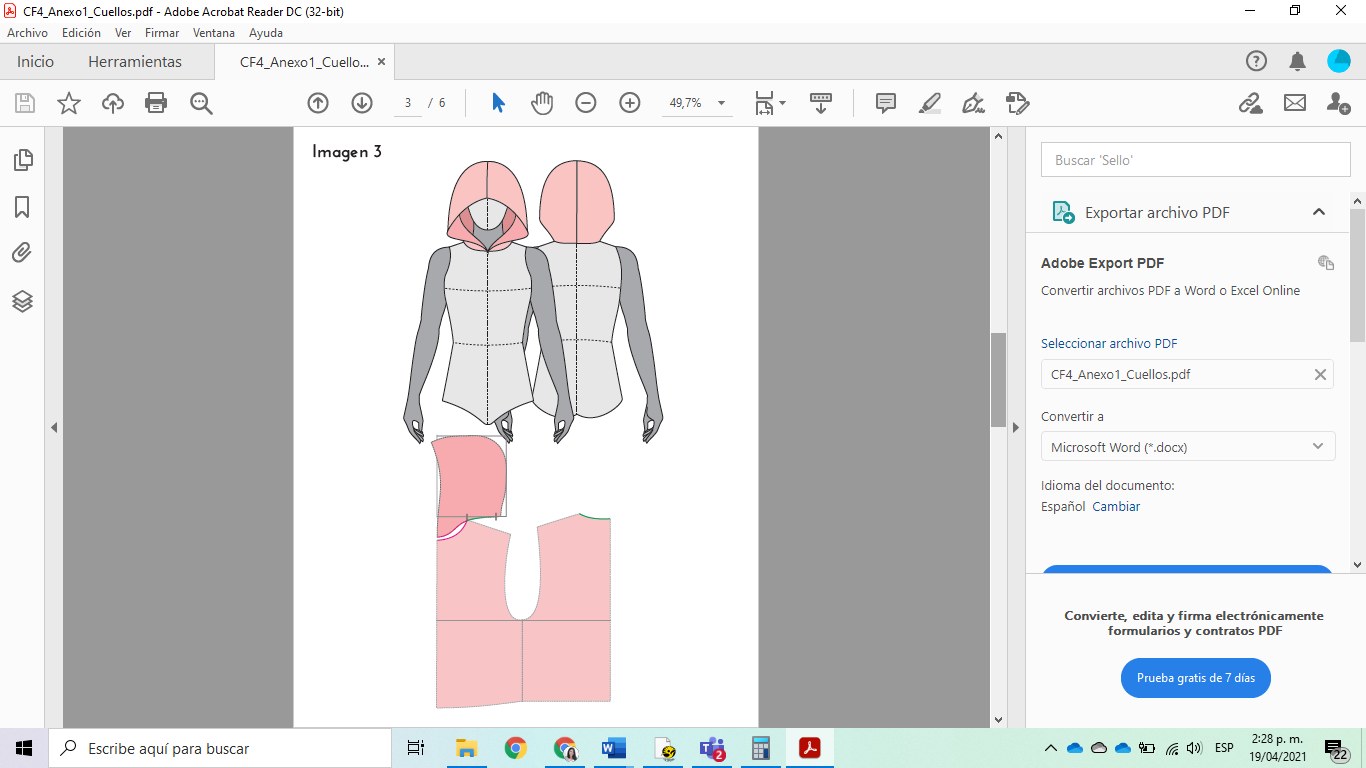 CF4_Anexo1_Cuellos.pdf - Adobe Acrobat Reader DC (32-bit)
Archivo Edición Ver Firmar Ventana Ayuda
Inicio Herramientas CF4_Anexo1_Cuello... ×
3 / 6 49,7%
Imagen 3
Buscar 'Sello'
Exportar archivo PDF
Adobe Export PDF
Convertir archivos PDF a Word o Excel Online
Seleccionar archivo PDF
CF4_Anexo1_Cuellos.pdf
Convertir a
Microsoft Word (*.docx)
Idioma del documento:
Español Cambiar
Convierte, edita y firma electrónicamente
formularios y contratos PDF
Prueba gratis de 7 días
Escribe aquí para buscar
2
ESP
2:28 p. m.
19/04/2021
22